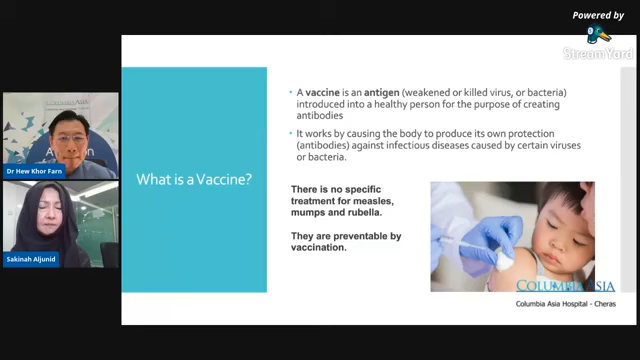 Powered by
StreamYard
What is a Vaccine?
• A vaccine is an antigen (weakened or killed virus, or bacteria)
introduced into a healthy person for the purpose of creating
antibodies
• It works by causing the body to produce its own protection
(antibodies) against infectious diseases caused by certain viruses
or bacteria.
There is no specific
treatment for measles,
mumps and rubella.
They are preventable by
vaccination.
COLUMBIA ASIA
Columbia Asia Hospital - Cheras
Dr Hew Khor Farn
Sakinah Aljunid